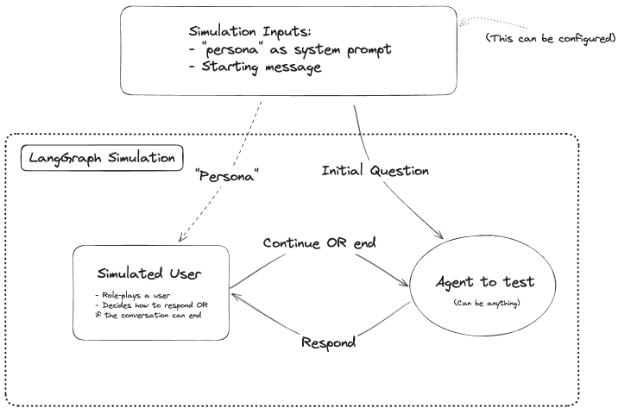 Simulation Inputs:
- "persona" as system prompt
- Starting message
(This can be configured)
LangGraph Simulation
"Persona"
Initial Question
Continue OR end
Simulated User
- Role-plays a user
- Decides how to respond OR
the conversation can end
Agent to test
(Can be anything)
Respond